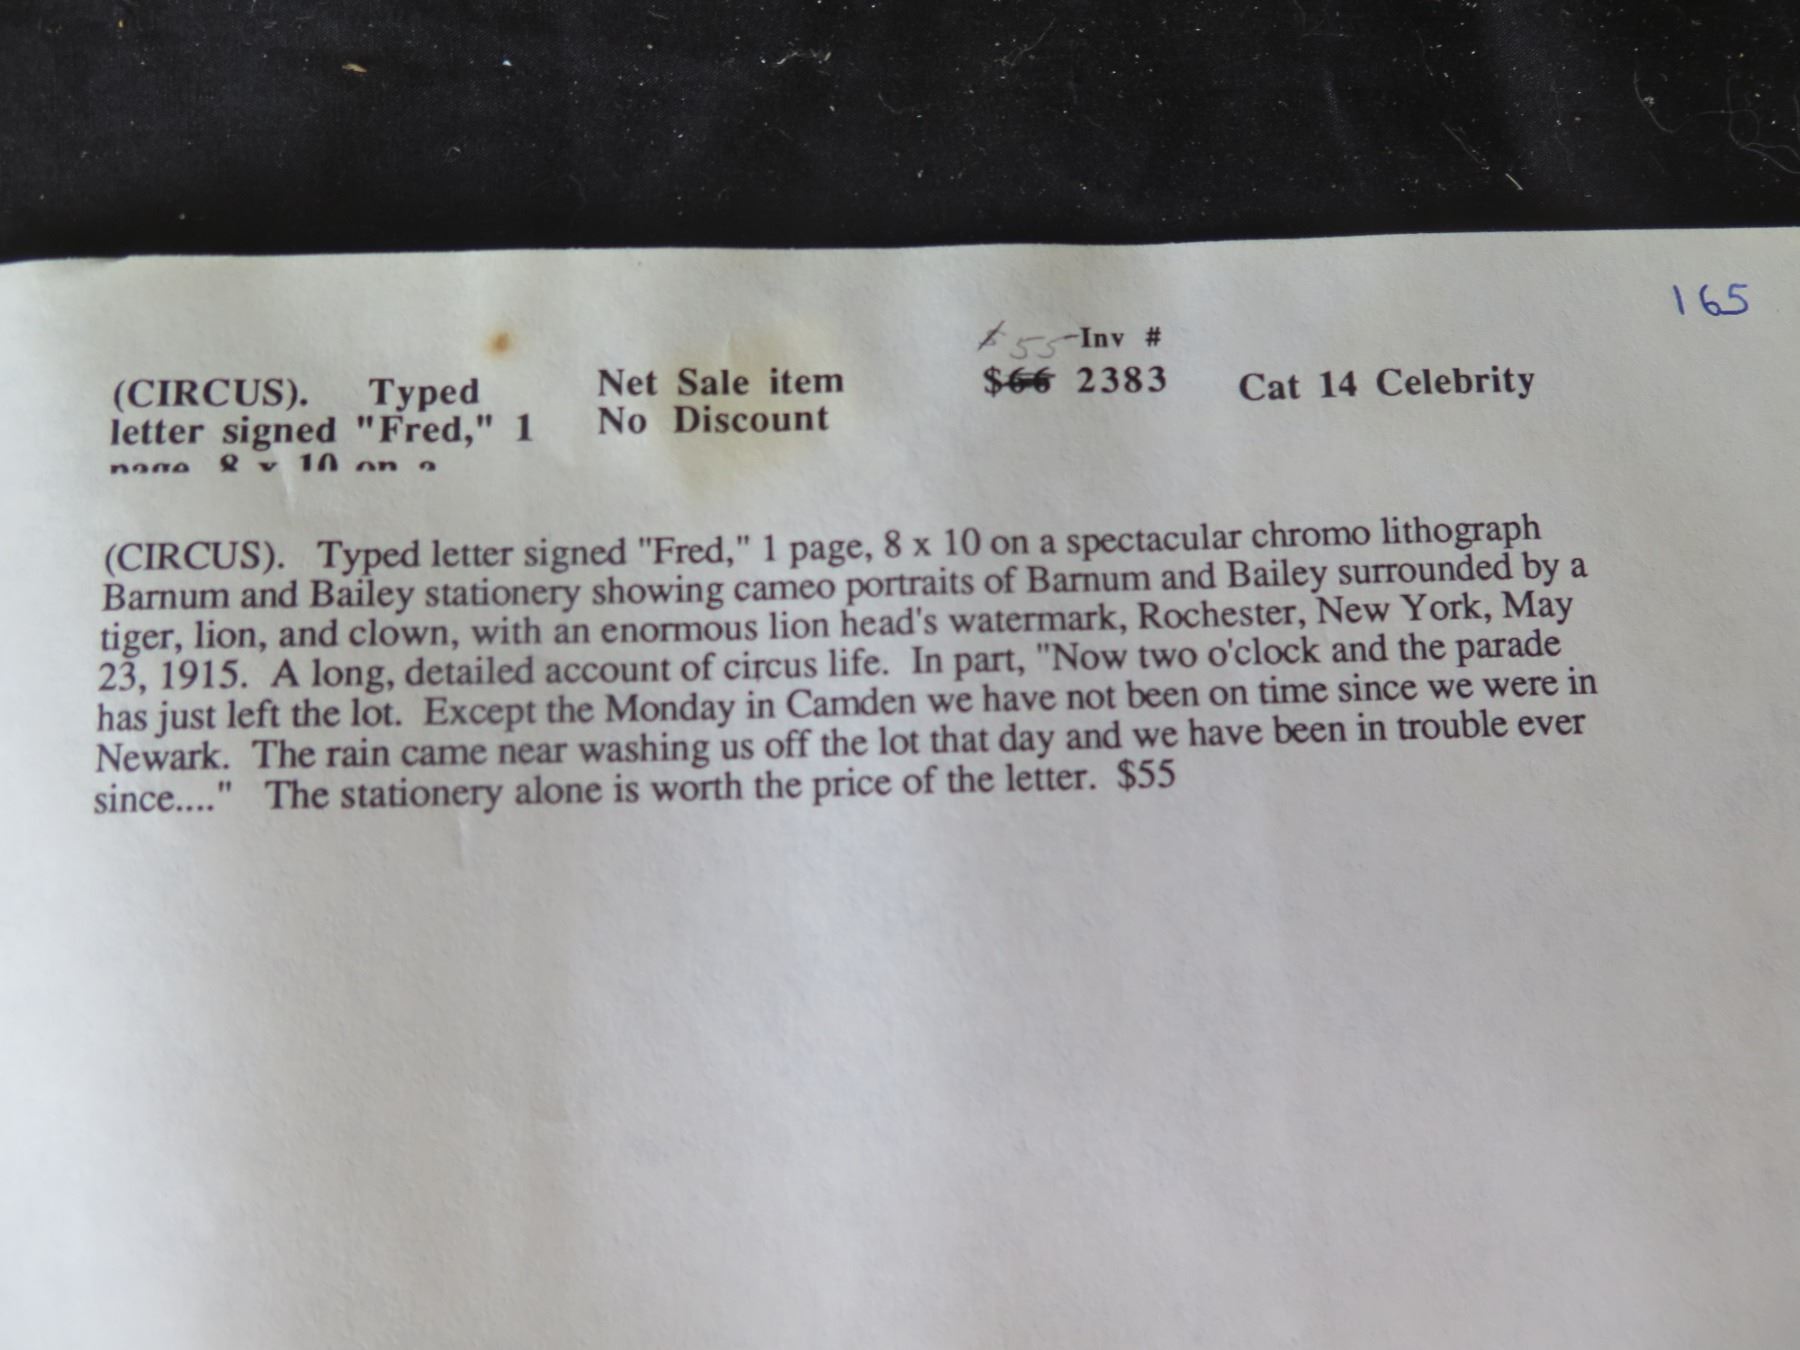 165
$55- Inv #
(CIRCUS). Typed Net Sale item $66 2383 Cat 14 Celebrity
letter signed "Fred," 1 No Discount
page 8 x 10 on a
(CIRCUS). Typed letter signed "Fred," 1 page, 8 x 10 on a spectacular chromo lithograph
Barnum and Bailey stationery showing cameo portraits of Barnum and Bailey surrounded by a
tiger, lion, and clown, with an enormous lion head's watermark, Rochester, New York, May
23, 1915. A long, detailed account of circus life. In part, "Now two o'clock and the parade
has just left the lot. Except the Monday in Camden we have not been on time since we were in
Newark. The rain came near washing us off the lot that day and we have been in trouble ever
since...." The stationery alone is worth the price of the letter. $55